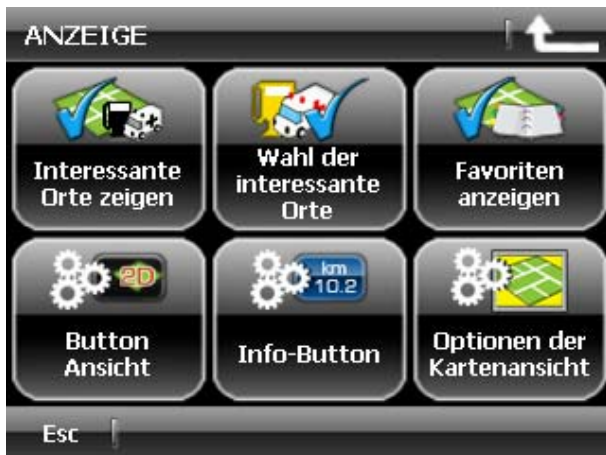 ANZEIGE
Interessante
Orte zeigen
Wahl der
interessante
Orte
Favoriten
anzeigen
2D
Button
Ansicht
km
10.2
Info-Button
Optionen der
Kartenansicht
Esc